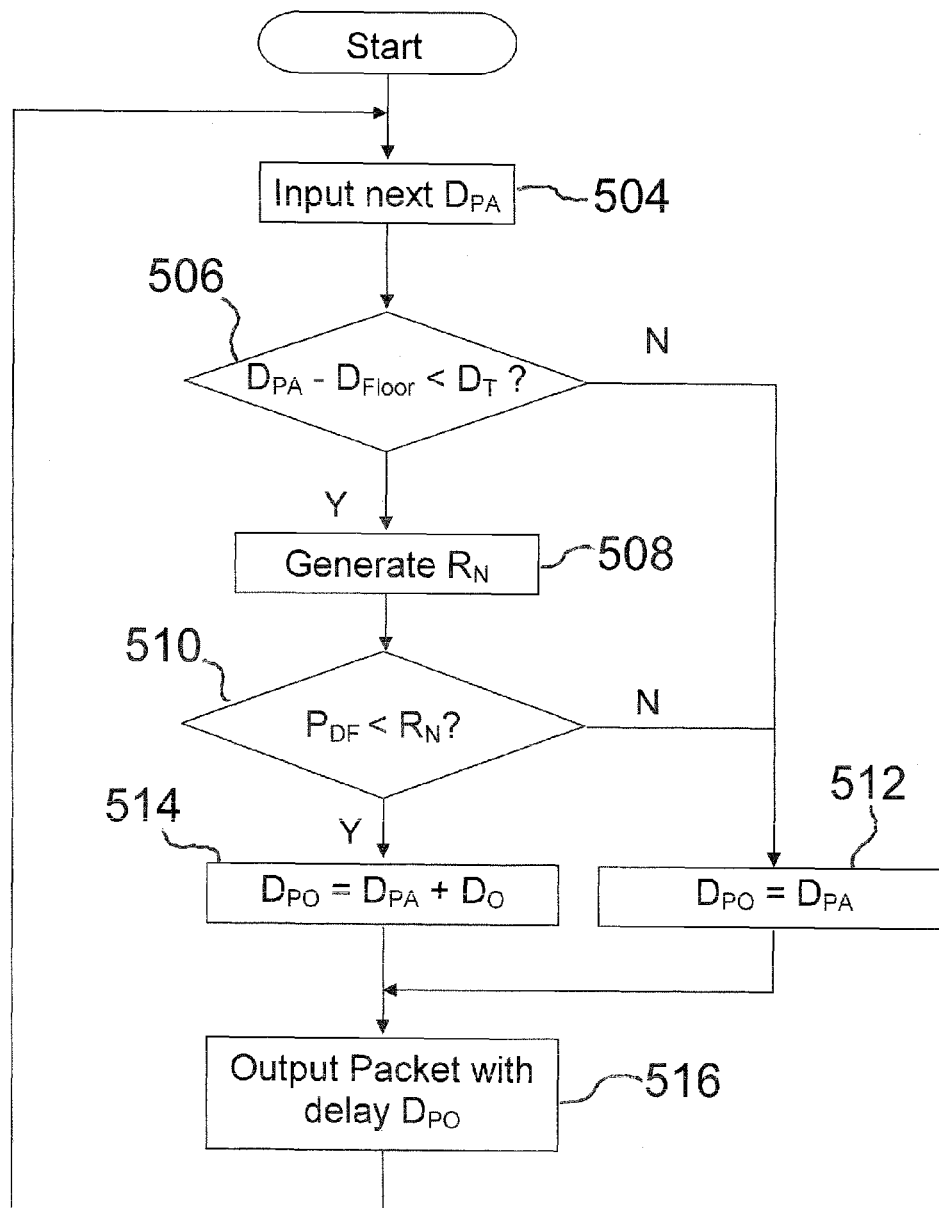 Start
Input next D_PA
504
506
D_PA - D_Floor < D_T ?
N
Y
Generate R_N
508
510
P_DF < R_N?
N
Y
514
512
D_PO = D_PA + D_O
D_PO = D_PA
Output Packet with
delay D_PO
516